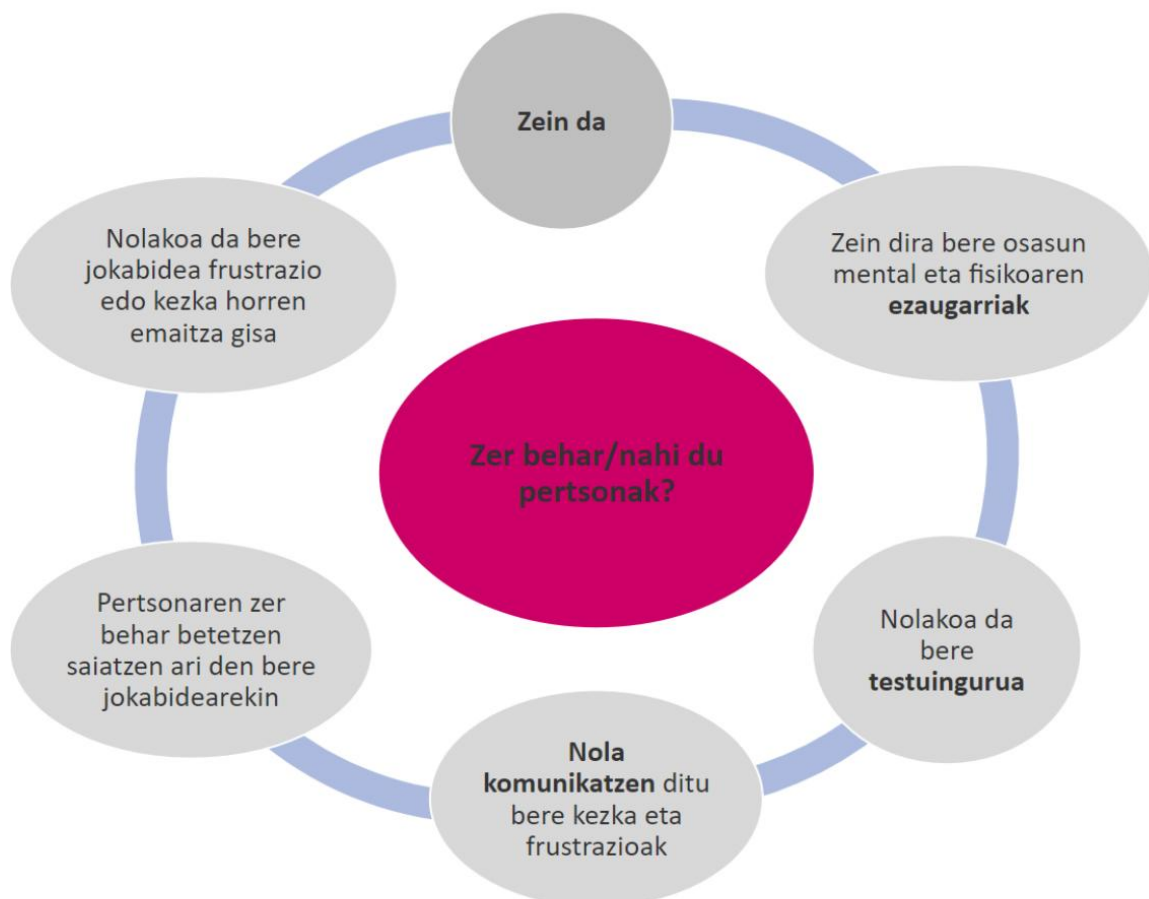 Zein da
Zein dira bere osasun
mental eta fisikoaren
ezaugarriak
Nolakoa da
bere
testuingurua
Nola
komunikatzen ditu
bere kezka eta
frustrazioak
Pertsonaren zer
behar betetzen
saiatzen ari den bere
jokabidearekin
Nolakoa da bere
jokabidea frustrazio
edo kezka horren
emaitza gisa
Zer behar/nahi du
pertsonak?